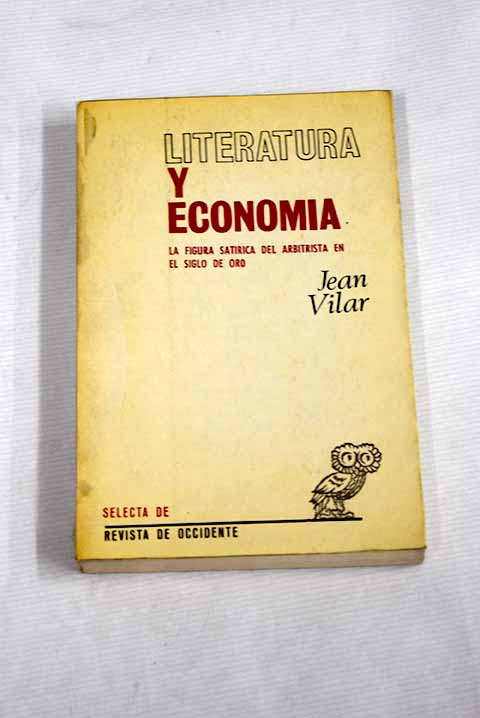 LITERATURA
Y
ECONOMIA
LA FIGURA SATIRICA DEL ARBITRISTA EN
EL SIGLO DE ORO
Jean
Vilar
SELECTA DE
REVISTA DE OCCIDENTE